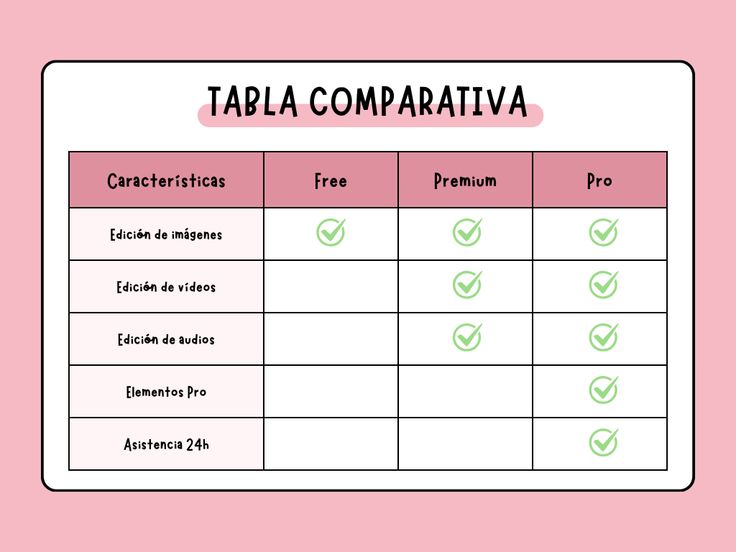 TABLA COMPARATIVA
Características Free Premium Pro
Edición de imágenes
Edición de vídeos
Edición de audios
Elementos Pro
Asistencia 24h